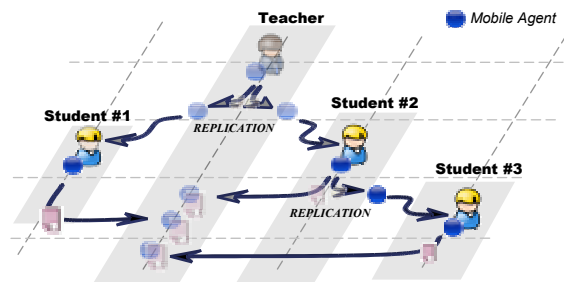 Teacher
Mobile Agent
Student #1
Student #2
REPLICATION
Student #3
REPLICATION